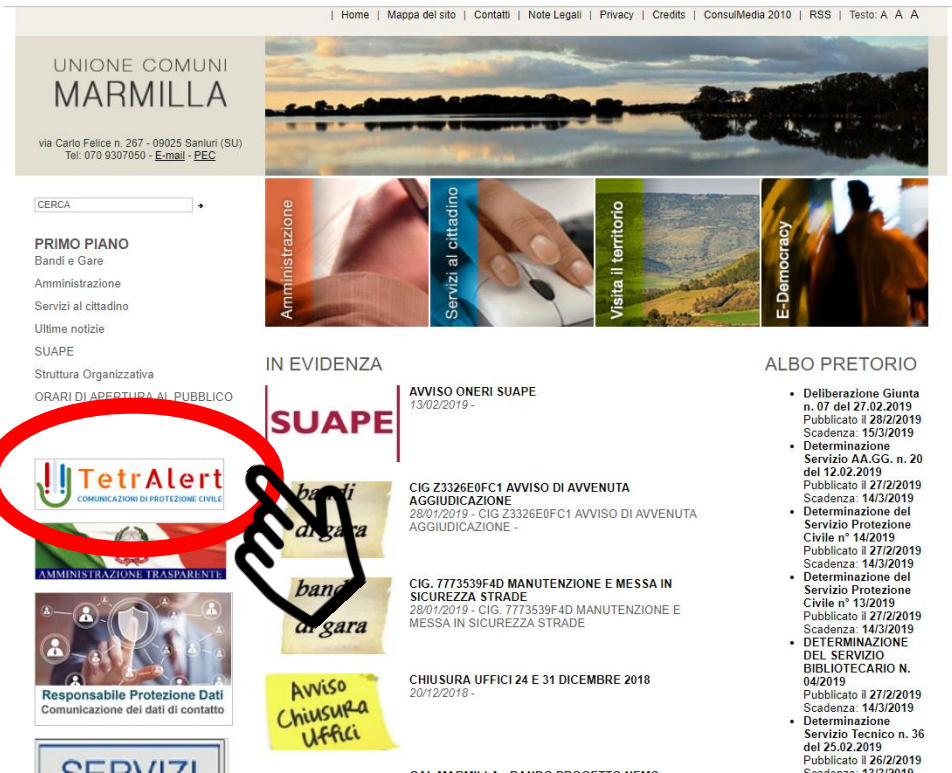 | Home | Mappa del sito | Contatti | Note Legali | Privacy | Credits | ConsulMedia 2010 | RSS | Testo: A A A
UNIONE COMUNI
MARMILLA
via Carlo Felice n. 267 - 09025 Sanluri (SU)
Tel: 070 9307050 - E-mail - PEC
CERCA
PRIMO PIANO
Bandi e Gare
Amministrazione
Servizi al cittadino
Ultime notizie
SUAPE
Struttura Organizzativa
ORARI DI APERTURA AL PUBBLICO
TetrAlert
COMUNICAZIONI DI PROTEZIONE CIVILE
AMMINISTRAZIONE TRASPARENTE
Responsabile Protezione Dati
Comunicazione dei dati di contatto
SERVIZI
Amministrazione
Servizi al cittadino
Visita il territorio
E-Democracy
IN EVIDENZA
SUAPE
AVVISO ONERI SUAPE
13/02/2019 -
bandi
di gara
CIG Z3326E0FC1 AVVISO DI AVVENUTA
AGGIUDICAZIONE
28/01/2019 - CIG Z3326E0FC1 AVVISO DI AVVENUTA
AGGIUDICAZIONE -
bandi
di gara
CIG. 7773539F4D MANUTENZIONE E MESSA IN
SICUREZZA STRADE
28/01/2019 - CIG. 7773539F4D MANUTENZIONE E
MESSA IN SICUREZZA STRADE
Avviso
Chiusura
Uffici
CHIUSURA UFFICI 24 E 31 DICEMBRE 2018
20/12/2018 -
GAL MARMILLA - BANDO PROGETTO NEMO
ALBO PRETORIO
Deliberazione Giunta
n. 07 del 27.02.2019
Pubblicato il 28/2/2019
Scadenza: 15/3/2019
Determinazione
Servizio AA.GG. n. 20
del 12.02.2019
Pubblicato il 27/2/2019
Scadenza: 14/3/2019
Determinazione del
Servizio Protezione
Civile n° 14/2019
Pubblicato il 27/2/2019
Scadenza: 14/3/2019
Determinazione del
Servizio Protezione
Civile n° 13/2019
Pubblicato il 27/2/2019
Scadenza: 14/3/2019
DETERMINAZIONE
DEL SERVIZIO
BIBLIOTECARIO N.
04/2019
Pubblicato il 27/2/2019
Scadenza: 14/3/2019
Determinazione
Servizio Tecnico n. 36
del 25.02.2019
Pubblicato il 26/2/2019
Scadenza: 13/3/2019